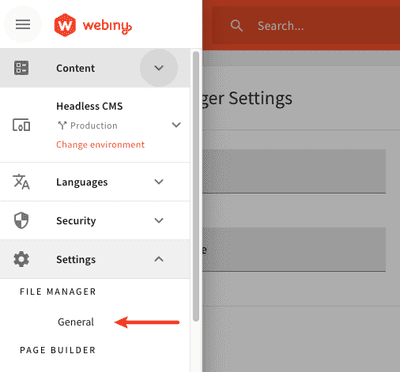 webiny
Search...
Content
Headless CMS
Production
Change environment
ger Settings
Languages
Security
Settings
FILE MANAGER
General
PAGE BUILDER